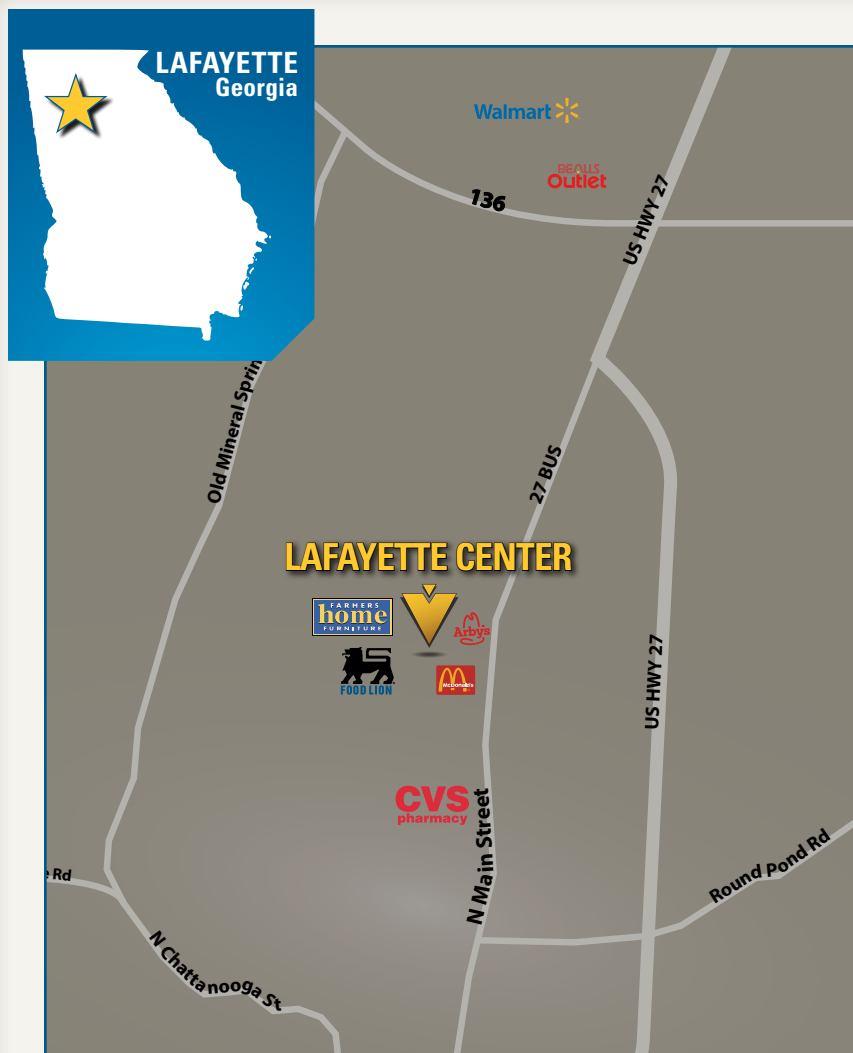 LAFAYETTE
Georgia
Walmart
BEALLS
Outlet
136
US HWY 27
Old Mineral Sprin
27 BUS
LAFAYETTE CENTER
FARMERS
home
FURNITURE
Arby's
FOOD LION
McDonald's
US HWY 27
CVS
pharmacy
N Main Street
Round Pond Rd
e Rd
N Chattanooga St